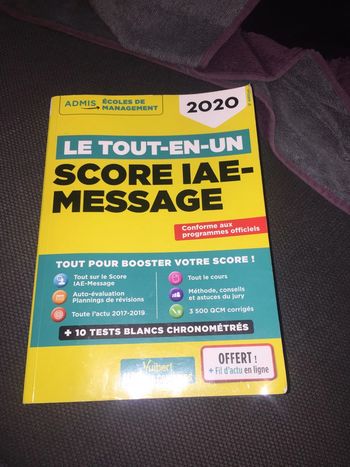 ADMIS
ÉCOLES DE
MANAGEMENT
2020
LE TOUT-EN-UN
SCORE IAE-
MESSAGE
Conforme aux
programmes officiels
TOUT POUR BOOSTER VOTRE SCORE !
Tout sur le Score
IAE-Message
Auto-évaluation
Plannings de révisions
Toute l'actu 2017-2019
Tout le cours
Méthode, conseils
et astuces du jury
3 500 QCM corrigés
+ 10 TESTS BLANCS CHRONOMÉTRÉS
Vuibert
OFFERT !
+ Fil d'actu en ligne